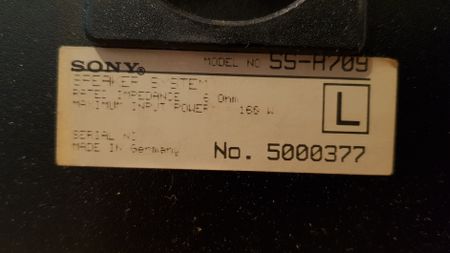 SONY® MODEL NO SS-A709
SPEAKER SYSTEM
RATED IMPEDANCE Ohm
MAXIMUM INPUT POWER: 160 W
L
SERIAL NO
MADE IN Germany No. 5000377